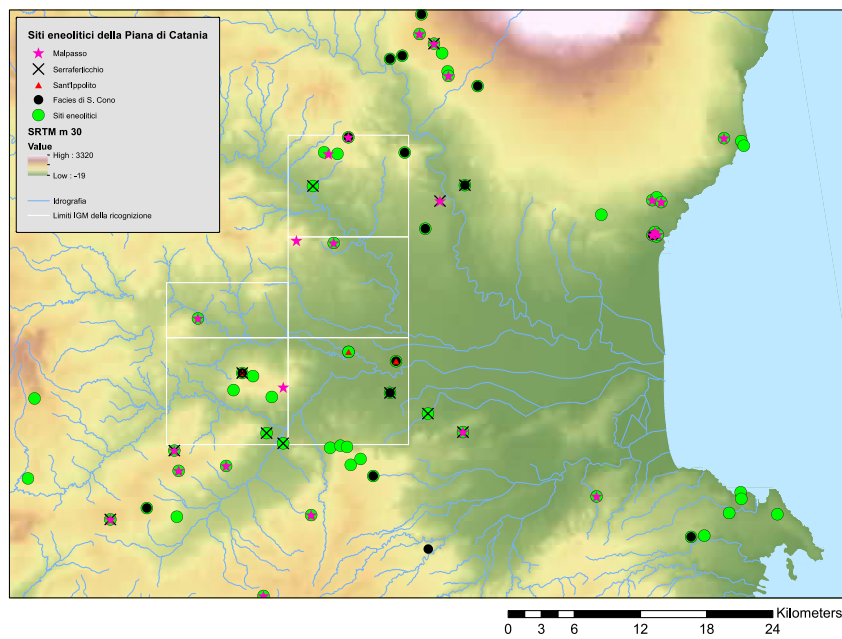 Siti eneolitici della Piana di Catania
Malpasso
Serraferlicchio
Sant'Ippolito
Facies di S. Cono
Siti eneolitici
SRTM m 30
Value
High : 3320
Low : -19
Idrografia
Limiti IGM della ricognizione
Kilometers
0 3 6 12 18 24